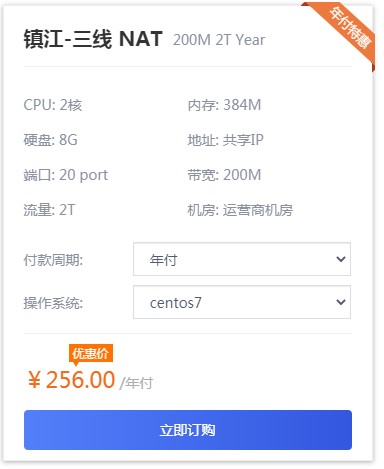 年付特惠
镇江-三线 NAT 200M 2T Year
CPU: 2核 内存: 384M
硬盘: 8G 地址: 共享IP
端口: 20 port 带宽: 200M
流量: 2T 机房: 运营商机房
付款周期: 年付
操作系统: centos7
优惠价
￥256.00 /年付
立即订购